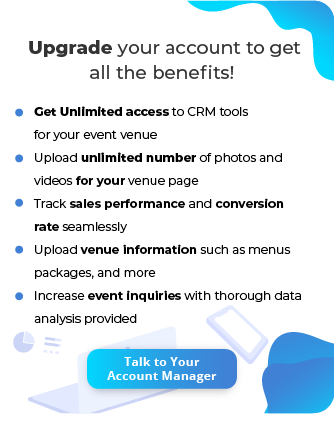 Upgrade your account to get
all the benefits!
Get Unlimited access to CRM tools
for your event venue
Upload unlimited number of photos and
videos for your venue page
Track sales performance and conversion
rate seamlessly
Upload venue information such as menus
packages, and more
Increase event inquiries with thorough data
analysis provided
Talk to Your
Account Manager